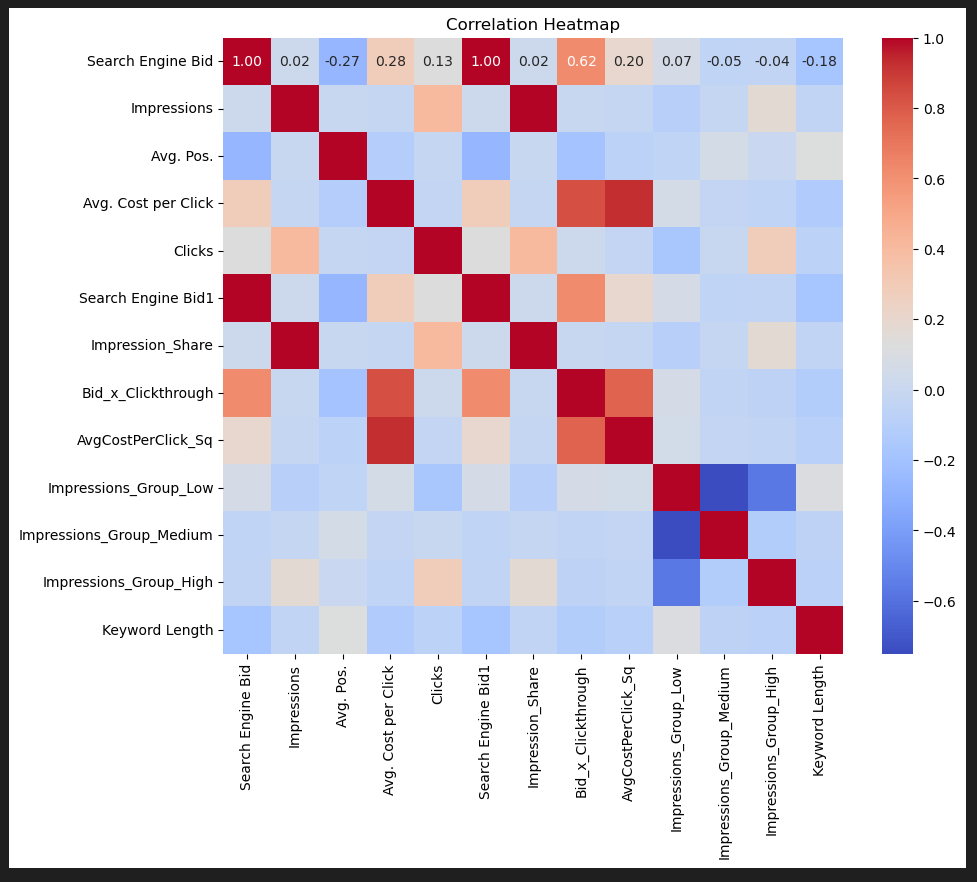 Correlation Heatmap
Search Engine Bid 1.00 0.02 -0.27 0.28 0.13 1.00 0.02 0.62 0.20 0.07 -0.05 -0.04 -0.18
Impressions
Avg. Pos.
Avg. Cost per Click
Clicks
Search Engine Bid1
Impression_Share
Bid_x_Clickthrough
AvgCostPerClick_Sq
Impressions_Group_Low
Impressions_Group_Medium
Impressions_Group_High
Keyword Length
Search Engine Bid
Impressions
Avg. Pos.
Avg. Cost per Click
Clicks
Search Engine Bid1
Impression_Share
Bid_x_Clickthrough
AvgCostPerClick_Sq
Impressions_Group_Low
Impressions_Group_Medium
Impressions_Group_High
Keyword Length
1.0
0.8
0.6
0.4
0.2
0.0
−0.2
−0.4
−0.6